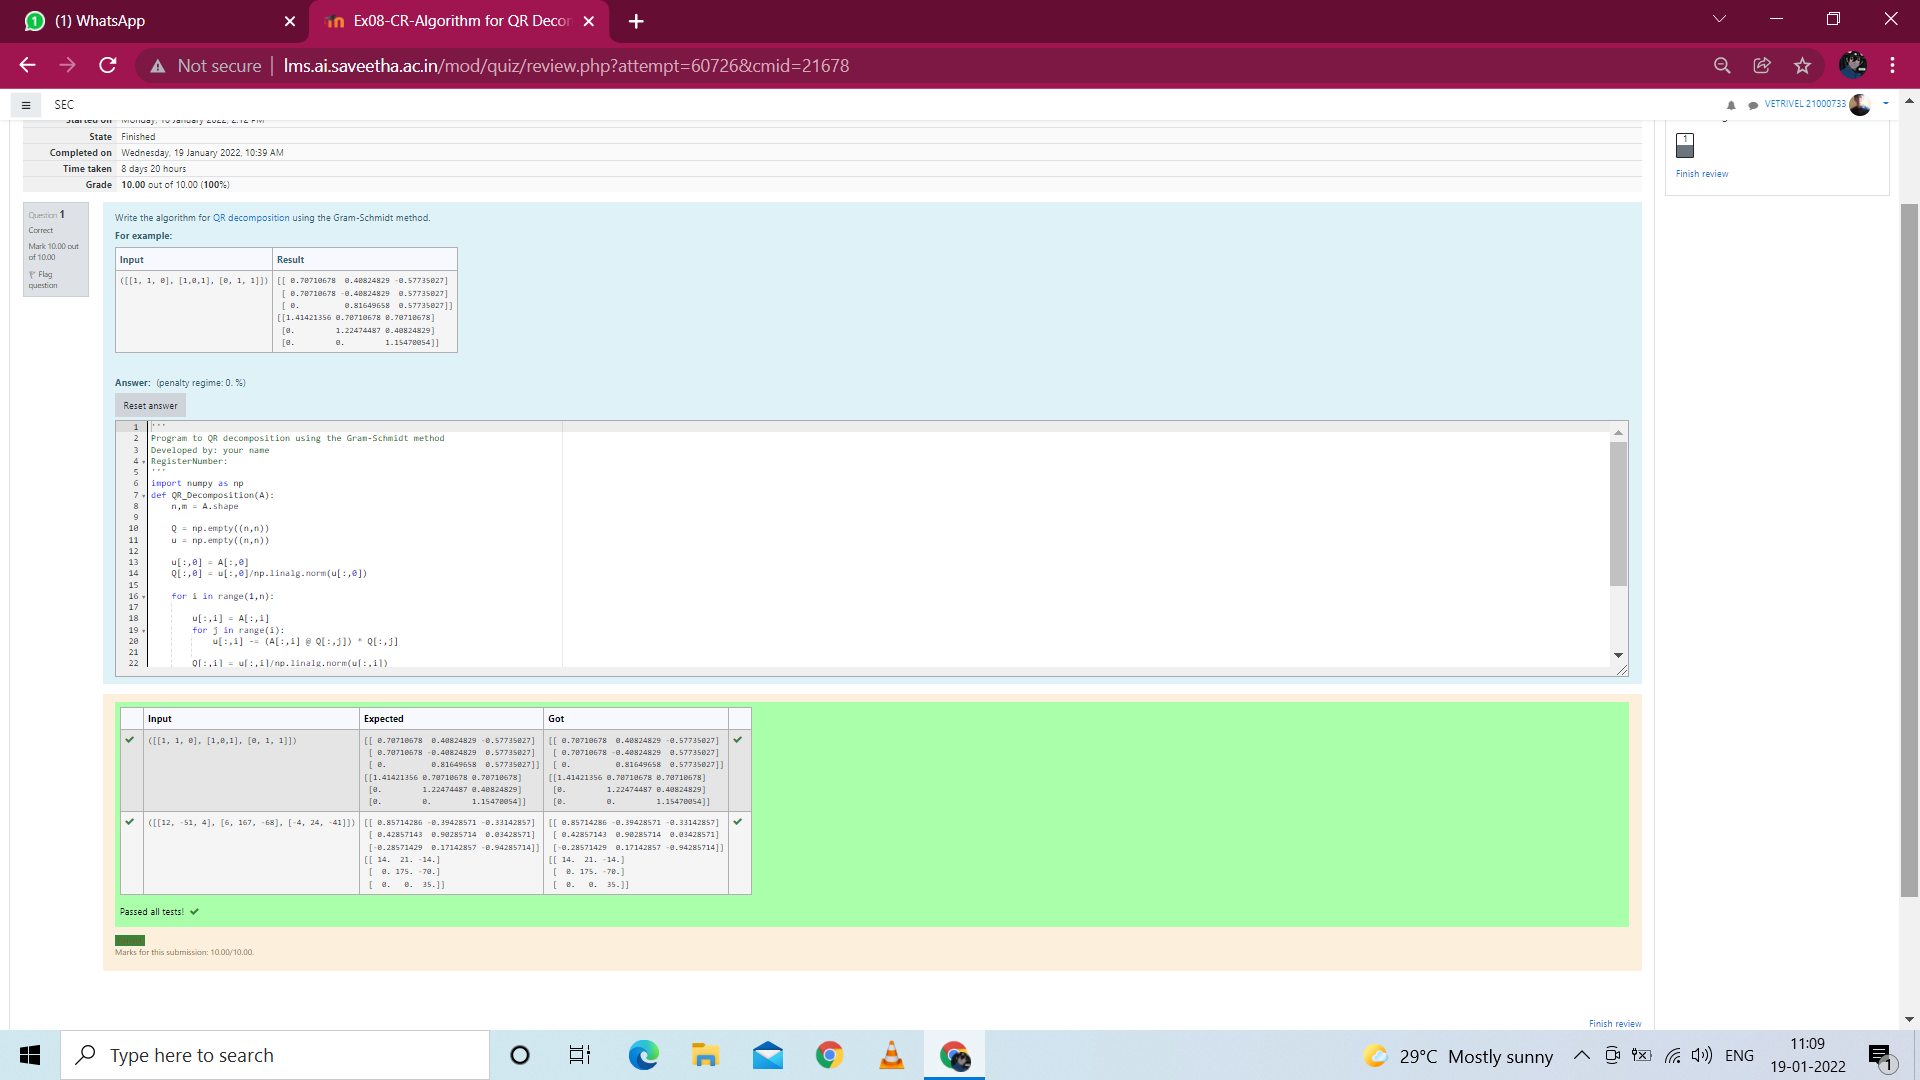 (1) WhatsApp
Ex08-CR-Algorithm for QR Decom
Not secure | lms.ai.saveetha.ac.in/mod/quiz/review.php?attempt=60726&cmid=21678
SEC
VETRIVEL 21000733
Started on Monday, 10 January 2022, 2:12 PM
State Finished
Completed on Wednesday, 19 January 2022, 10:39 AM
Time taken 8 days 20 hours
Grade 10.00 out of 10.00 (100%)
1
Finish review
Question 1
Correct
Mark 10.00 out
of 10.00
Flag
question
Write the algorithm for QR decomposition using the Gram-Schmidt method.
For example:
Input Result
([[1, 1, 0], [1,0,1], [0, 1, 1]]) [[ 0.70710678 0.40824829 -0.57735027]
[ 0.70710678 -0.40824829 0.57735027]
[ 0. 0.81649658 0.57735027]]
[[1.41421356 0.70710678 0.70710678]
[0. 1.22474487 0.40824829]
[0. 0. 1.15470054]]
Answer: (penalty regime: 0. %)
Reset answer
1 '''
2 Program to QR decomposition using the Gram-Schmidt method
3 Developed by: your name
4 RegisterNumber:
5 '''
6 import numpy as np
7 def QR_Decomposition(A):
8 n,m = A.shape
9
10 Q = np.empty((n,n))
11 u = np.empty((n,n))
12
13 u[:,0] = A[:,0]
14 Q[:,0] = u[:,0]/np.linalg.norm(u[:,0])
15
16 for i in range(1,n):
17
18 u[:,i] = A[:,i]
19 for j in range(i):
20 u[:,i] -= (A[:,i] @ Q[:,j]) * Q[:,j]
21
22 Q[:,i] = u[:,i]/np.linalg.norm(u[:,i])
Input Expected Got
([[1, 1, 0], [1,0,1], [0, 1, 1]]) [[ 0.70710678 0.40824829 -0.57735027] [[ 0.70710678 0.40824829 -0.57735027]
[ 0.70710678 -0.40824829 0.57735027] [ 0.70710678 -0.40824829 0.57735027]
[ 0. 0.81649658 0.57735027]] [ 0. 0.81649658 0.57735027]]
[[1.41421356 0.70710678 0.70710678] [[1.41421356 0.70710678 0.70710678]
[0. 1.22474487 0.40824829] [0. 1.22474487 0.40824829]
[0. 0. 1.15470054]] [0. 0. 1.15470054]]
([[12, -51, 4], [6, 167, -68], [-4, 24, -41]]) [[ 0.85714286 -0.39428571 -0.33142857] [[ 0.85714286 -0.39428571 -0.33142857]
[ 0.42857143 0.90285714 0.03428571] [ 0.42857143 0.90285714 0.03428571]
[-0.28571429 0.17142857 -0.94285714]] [-0.28571429 0.17142857 -0.94285714]]
[[ 14. 21. -14.] [[ 14. 21. -14.]
[ 0. 175. -70.] [ 0. 175. -70.]
[ 0. 0. 35.]] [ 0. 0. 35.]]
Passed all tests!
Marks for this submission: 10.00/10.00.
Finish review
Type here to search
29°C Mostly sunny
ENG
11:09
19-01-2022
1